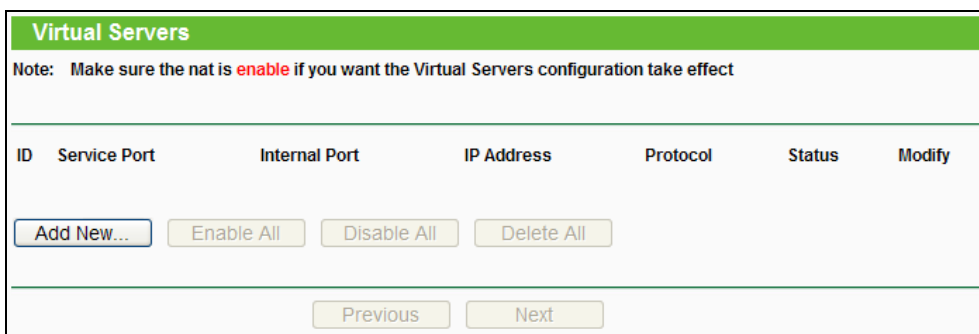 Virtual Servers
Note: Make sure the nat is enable if you want the Virtual Servers configuration take effect
ID Service Port Internal Port IP Address Protocol Status Modify
Add New... Enable All Disable All Delete All
Previous Next